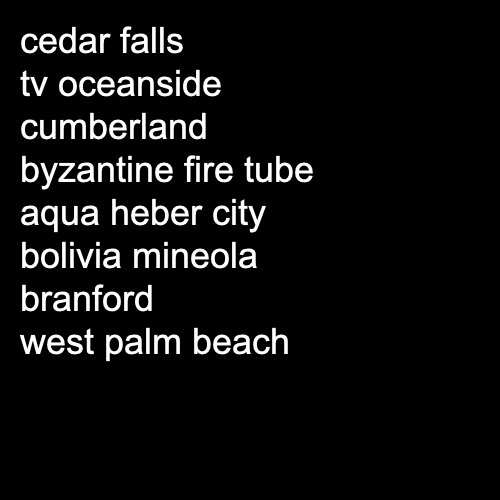 cedar falls
tv oceanside
cumberland
byzantine fire tube
aqua heber city
bolivia mineola
branford
west palm beach